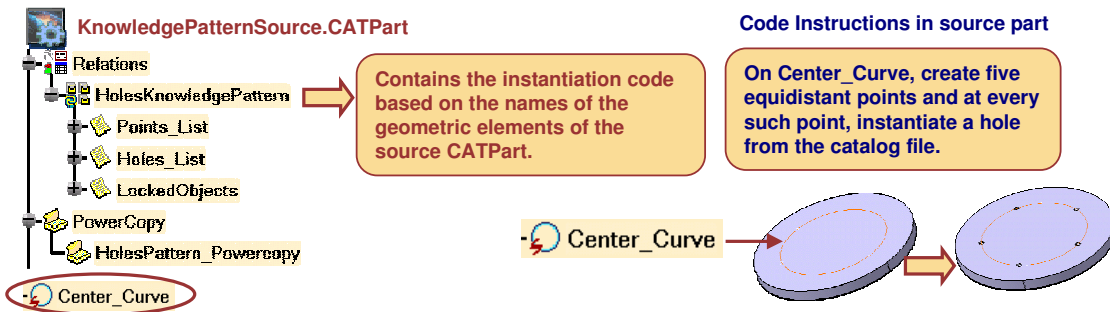 KnowledgePatternSource.CATPart
Relations
HolesKnowledgePattern
Points_List
Holes_List
LockedObjects
PowerCopy
HolesPattern_Powercopy
Center_Curve
Contains the instantiation code
based on the names of the
geometric elements of the
source CATPart.
Code Instructions in source part
On Center_Curve, create five
equidistant points and at every
such point, instantiate a hole
from the catalog file.
Center_Curve